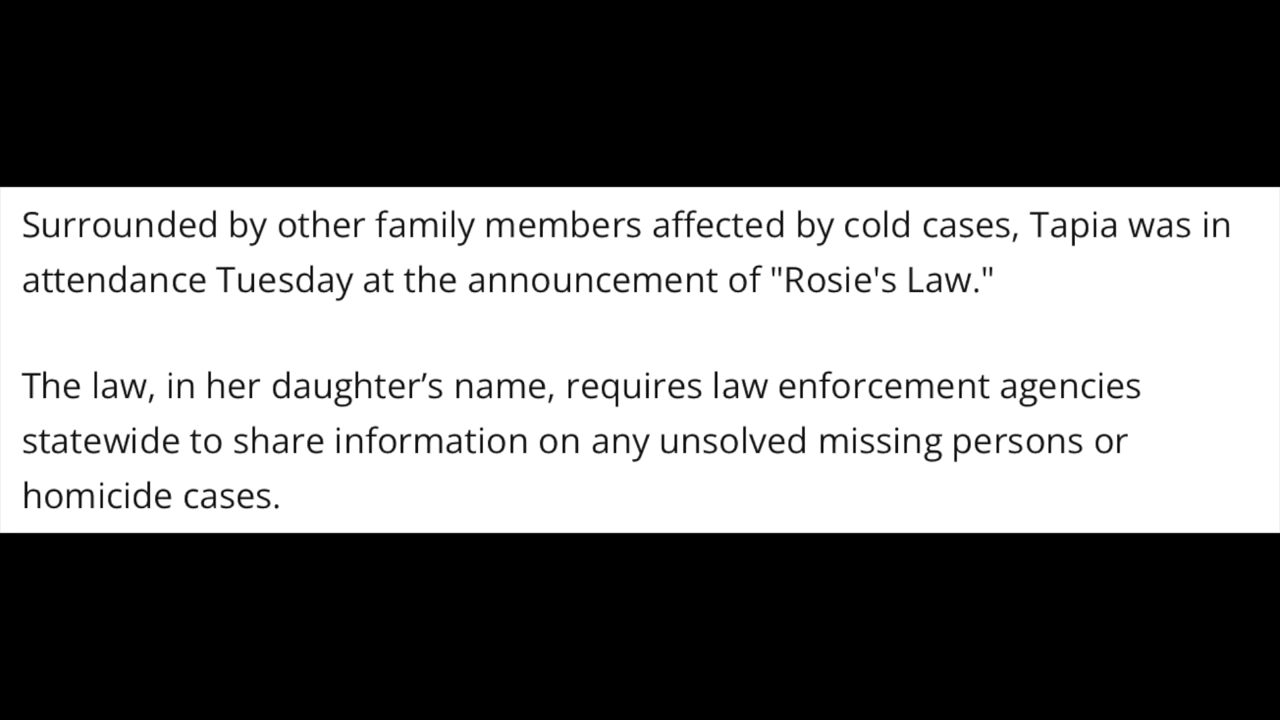 Surrounded by other family members affected by cold cases, Tapia was in
attendance Tuesday at the announcement of "Rosie's Law."
The law, in her daughter’s name, requires law enforcement agencies
statewide to share information on any unsolved missing persons or
homicide cases.